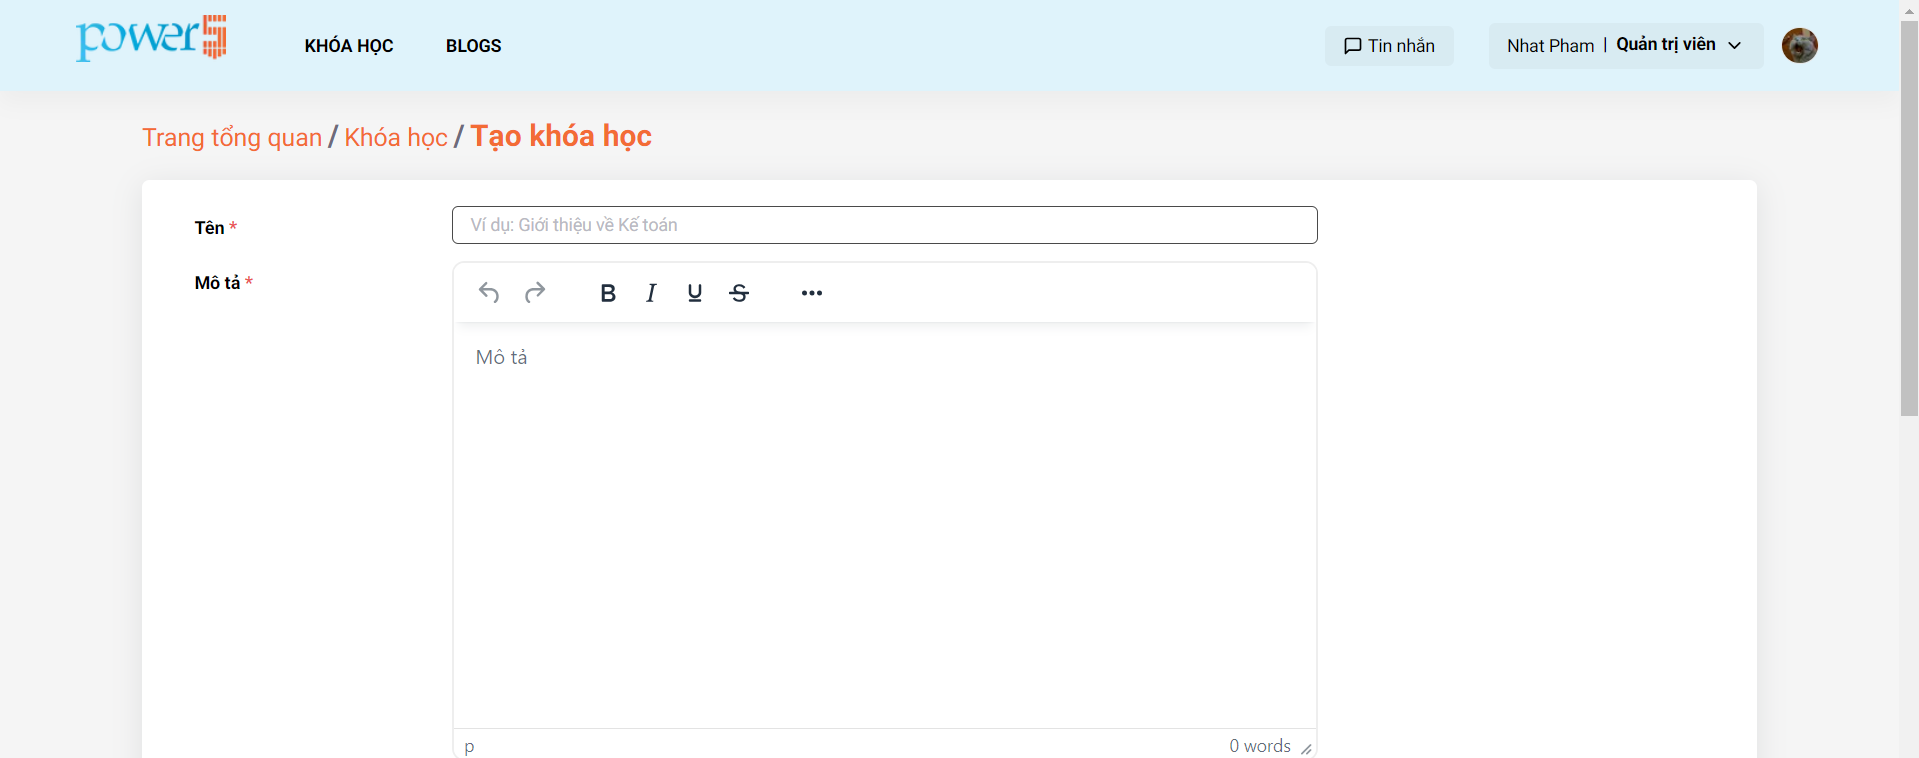 power5 KHÓA HỌC BLOGS Tin nhắn Nhat Pham | Quản trị viên
Trang tổng quan / Khóa học / Tạo khóa học
Tên * Ví dụ: Giới thiệu về Kế toán
Mô tả * B I U S ...
Mô tả
p 0 words